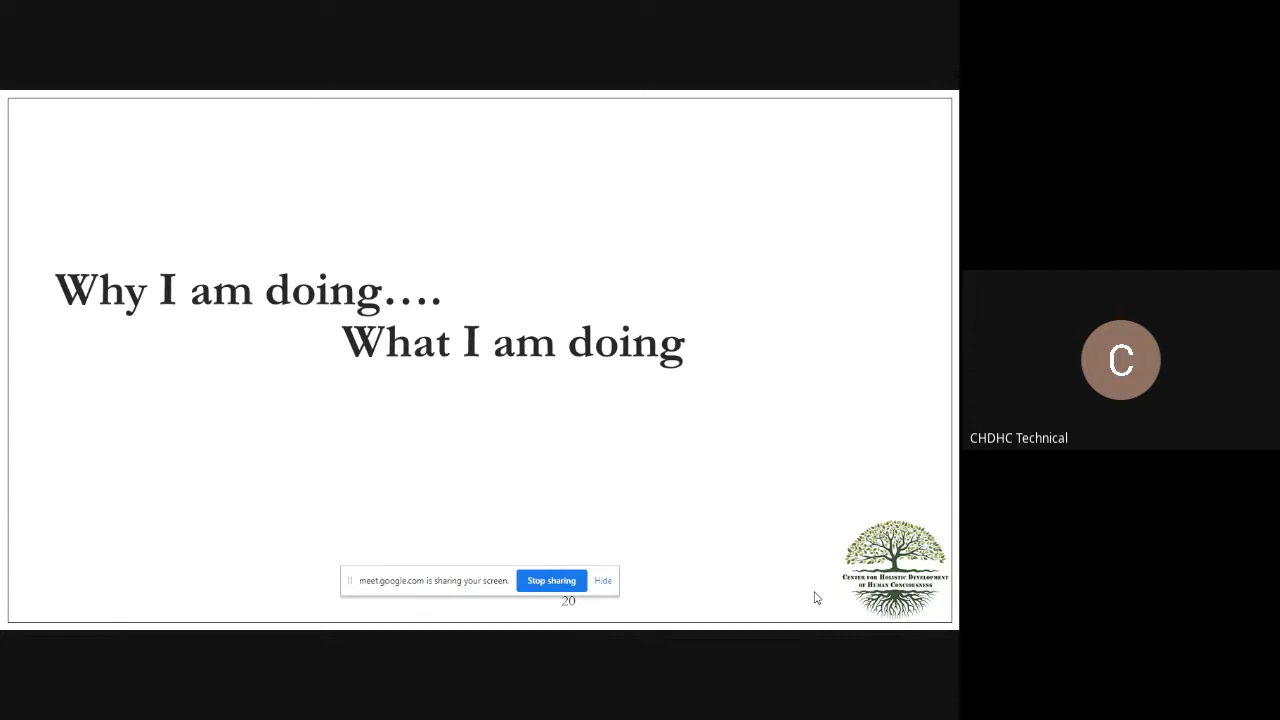 Why I am doing....
What I am doing
C
CHDHC Technical
CENTER FOR HOLISTIC DEVELOPMENT
OF HUMAN CONCIOUSNESS
meet.google.com is sharing your screen.
Stop sharing
Hide
20